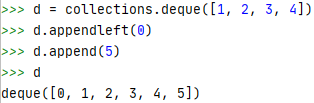 >>> d = collections.deque([1, 2, 3, 4])
>>> d.appendleft(0)
>>> d.append(5)
>>> d
deque([0, 1, 2, 3, 4, 5])